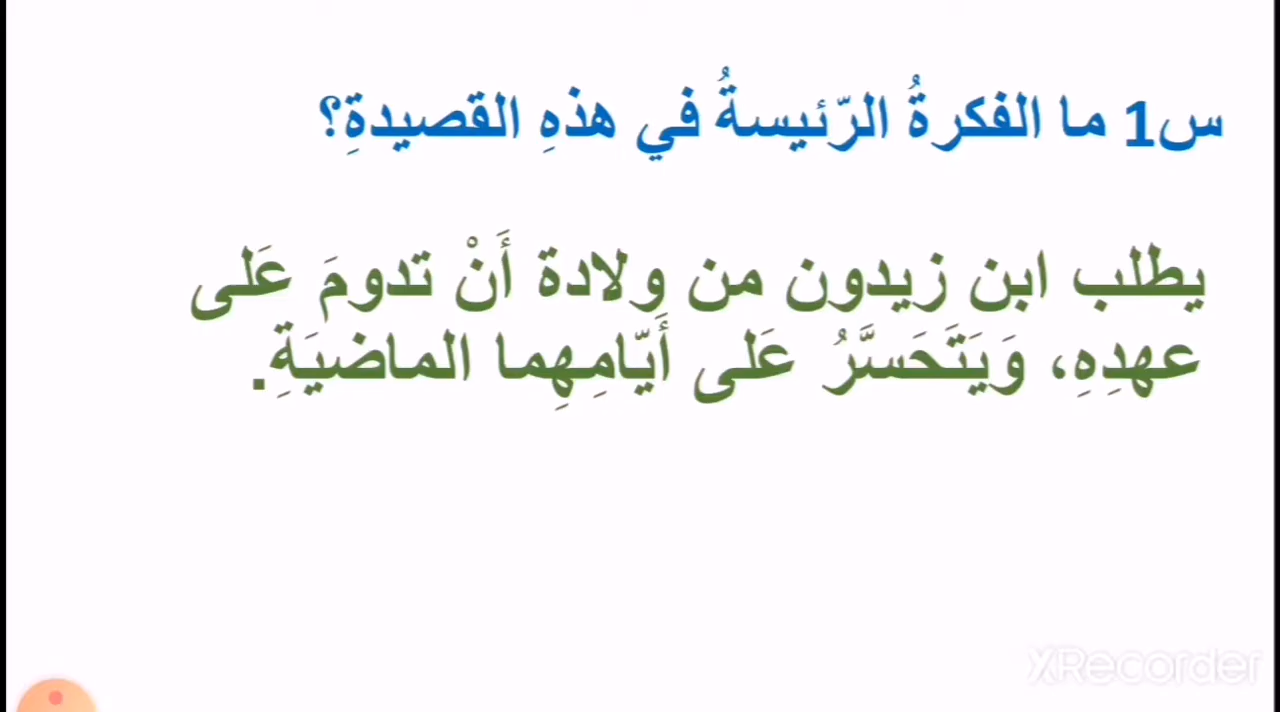 س1 ما الفكرةُ الرّئيسةُ في هذهِ القصيدةِ؟
يطلب ابن زيدون من ولادة أَنْ تدومَ عَلى
عهدِهِ، وَيَتَحَسَّرُ عَلى أَيّامِهِما الماضيَةِ.
XRecorder